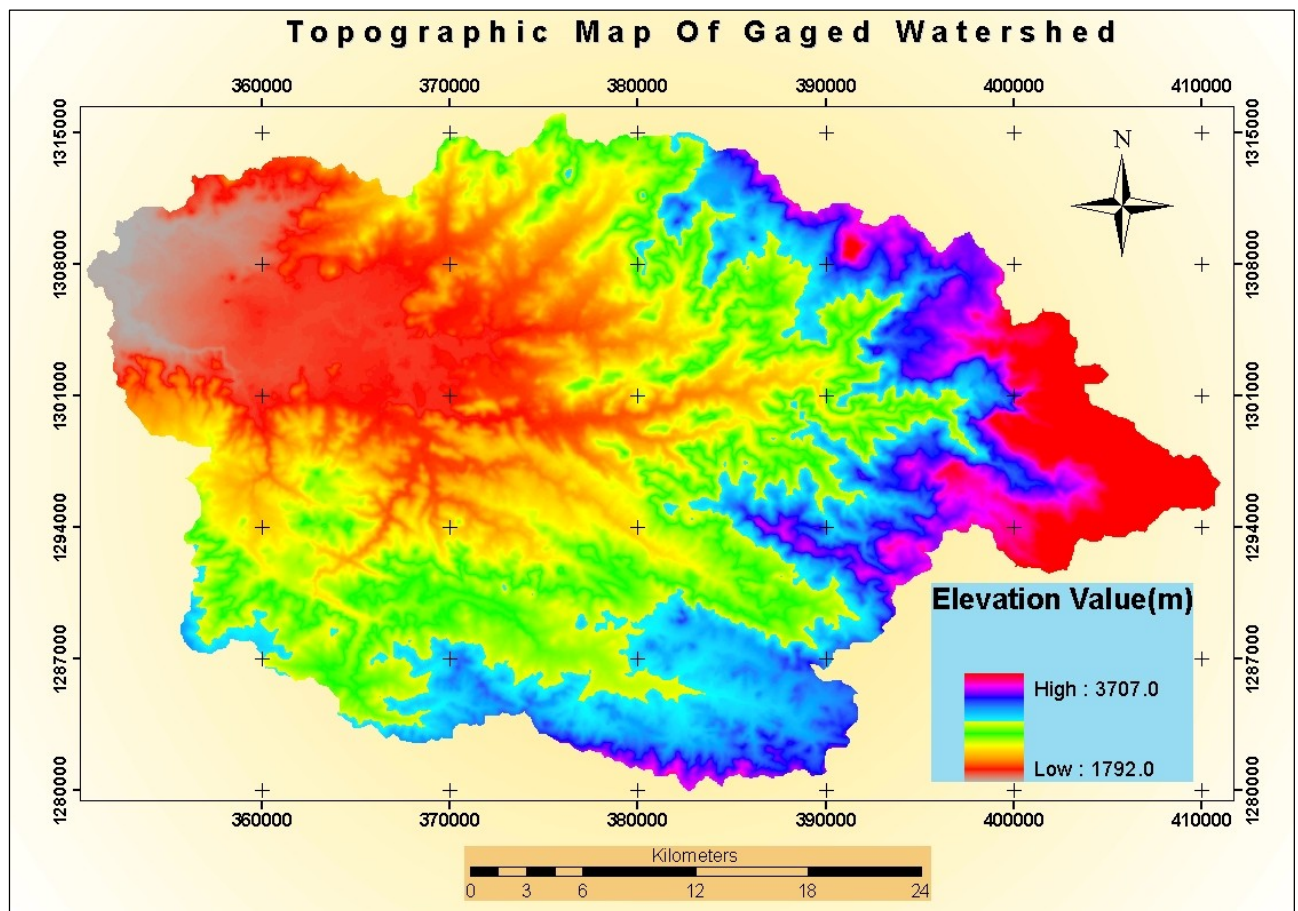 Topographic Map Of Gaged Watershed
360000 370000 380000 390000 400000 410000
1315000 1315000
N
1308000 1308000
1301000 1301000
1294000 1294000
Elevation Value(m)
1287000 1287000
High : 3707.0
Low : 1792.0
1280000 1280000
360000 370000 380000 390000 400000 410000
Kilometers
0 3 6 12 18 24